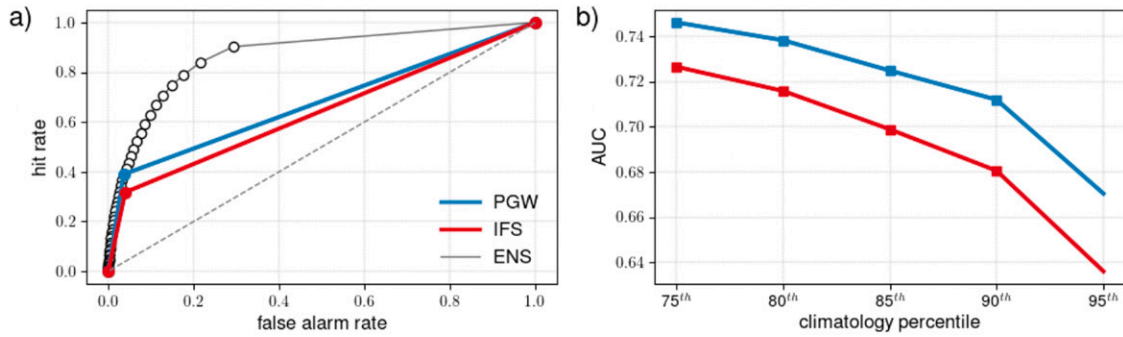 a)
hit rate
1.0
0.8
0.6
0.4
0.2
0.0
PGW
IFS
ENS
0.0 0.2 0.4 0.6 0.8 1.0
false alarm rate
b)
AUC
0.74
0.72
0.70
0.68
0.66
0.64
75th 80th 85th 90th 95th
climatology percentile